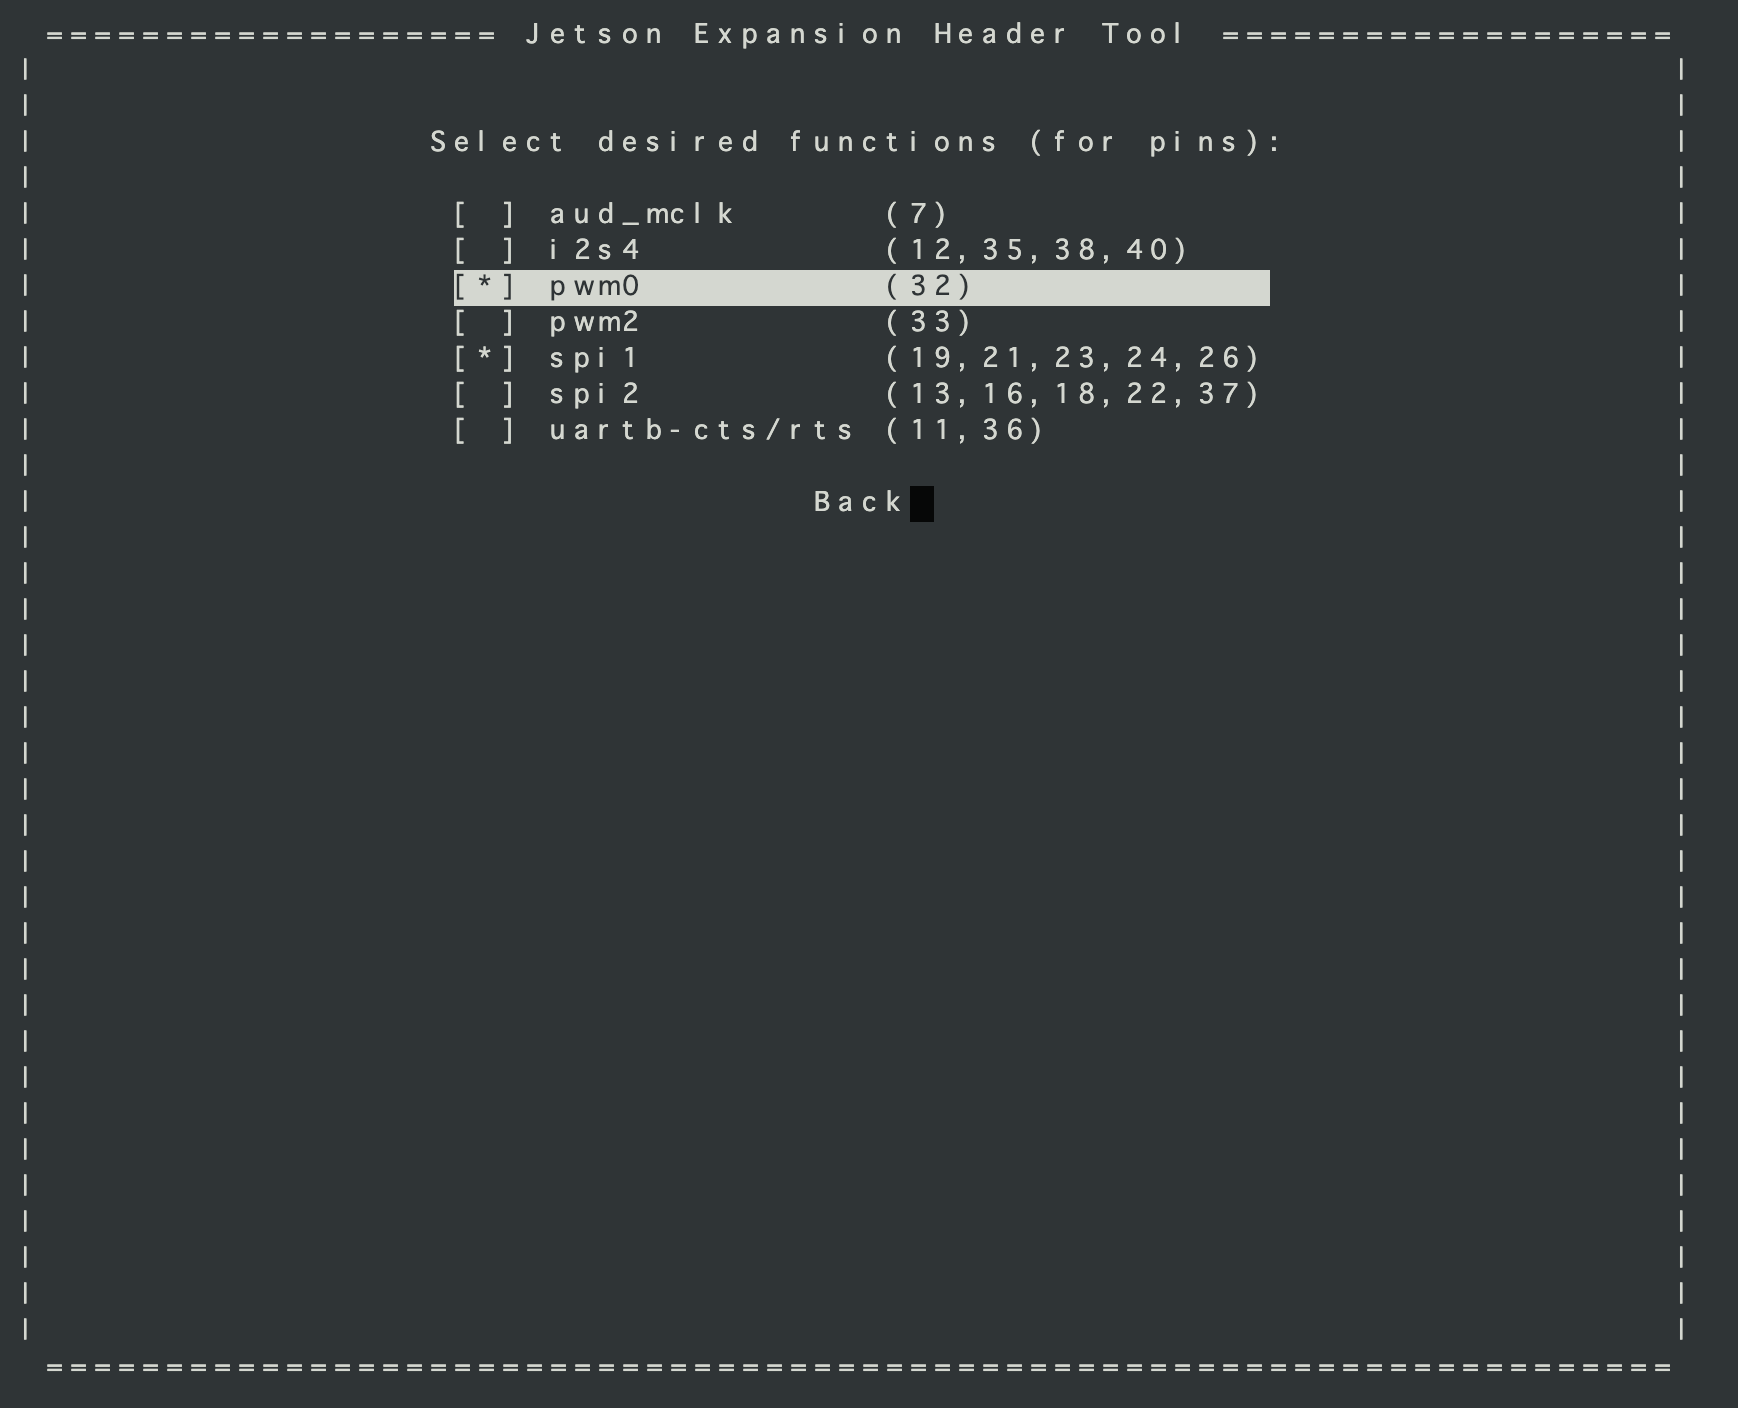 =================== Jetson Expansion Header Tool ===================
Select desired functions (for pins):
[ ] aud_mclk (7)
[ ] i2s4 (12,35,38,40)
[*] pwm0 (32)
[ ] pwm2 (33)
[*] spi1 (19,21,23,24,26)
[ ] spi2 (13,16,18,22,37)
[ ] uartb-cts/rts (11,36)
Back
====================================================================